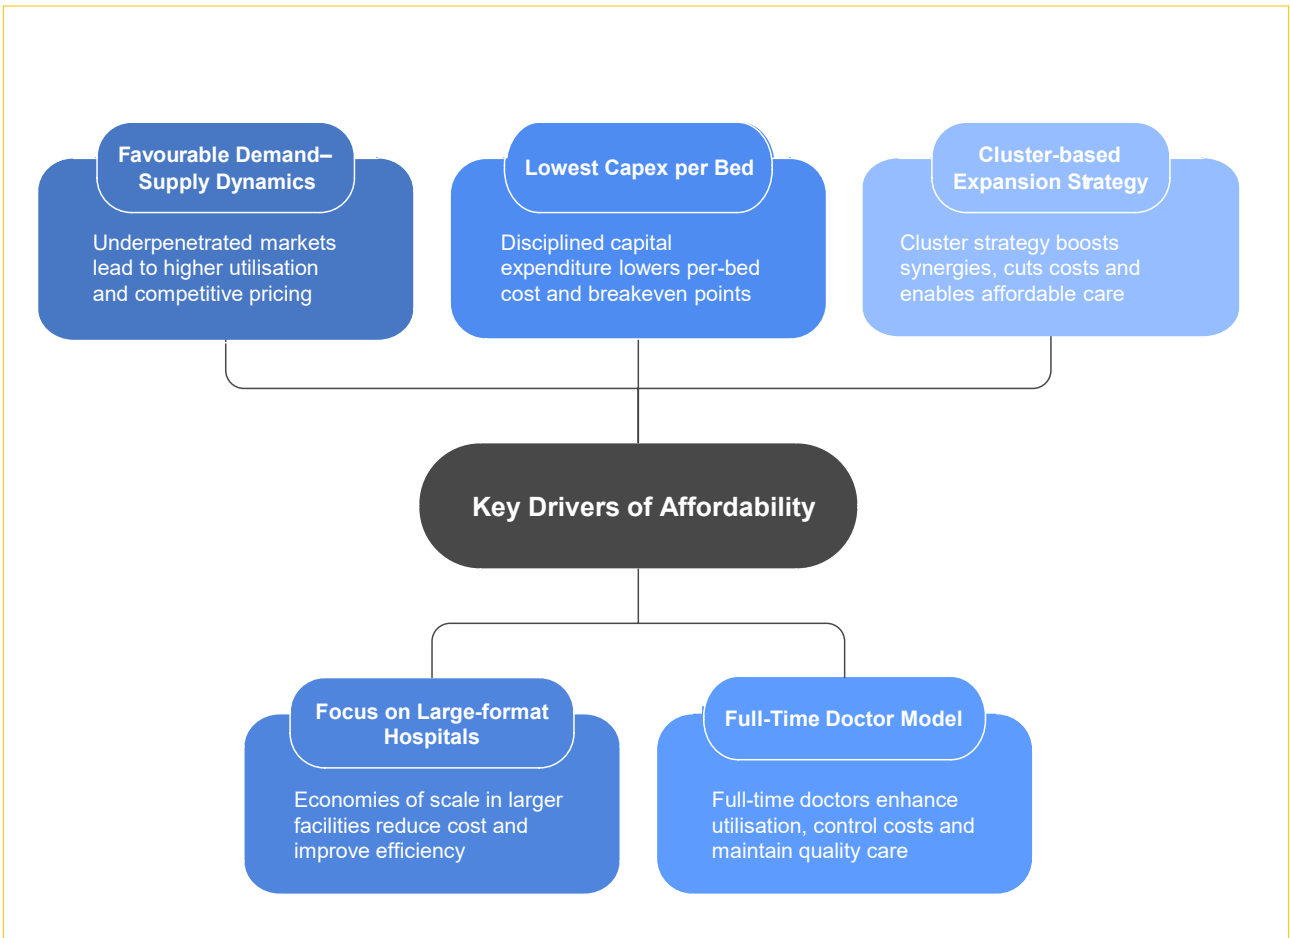 Favourable Demand–
Supply Dynamics
Underpenetrated markets
lead to higher utilisation
and competitive pricing
Lowest Capex per Bed
Disciplined capital
expenditure lowers per-bed
cost and breakeven points
Cluster-based
Expansion Strategy
Cluster strategy boosts
synergies, cuts costs and
enables affordable care
Key Drivers of Affordability
Focus on Large-format
Hospitals
Economies of scale in larger
facilities reduce cost and
improve efficiency
Full-Time Doctor Model
Full-time doctors enhance
utilisation, control costs and
maintain quality care